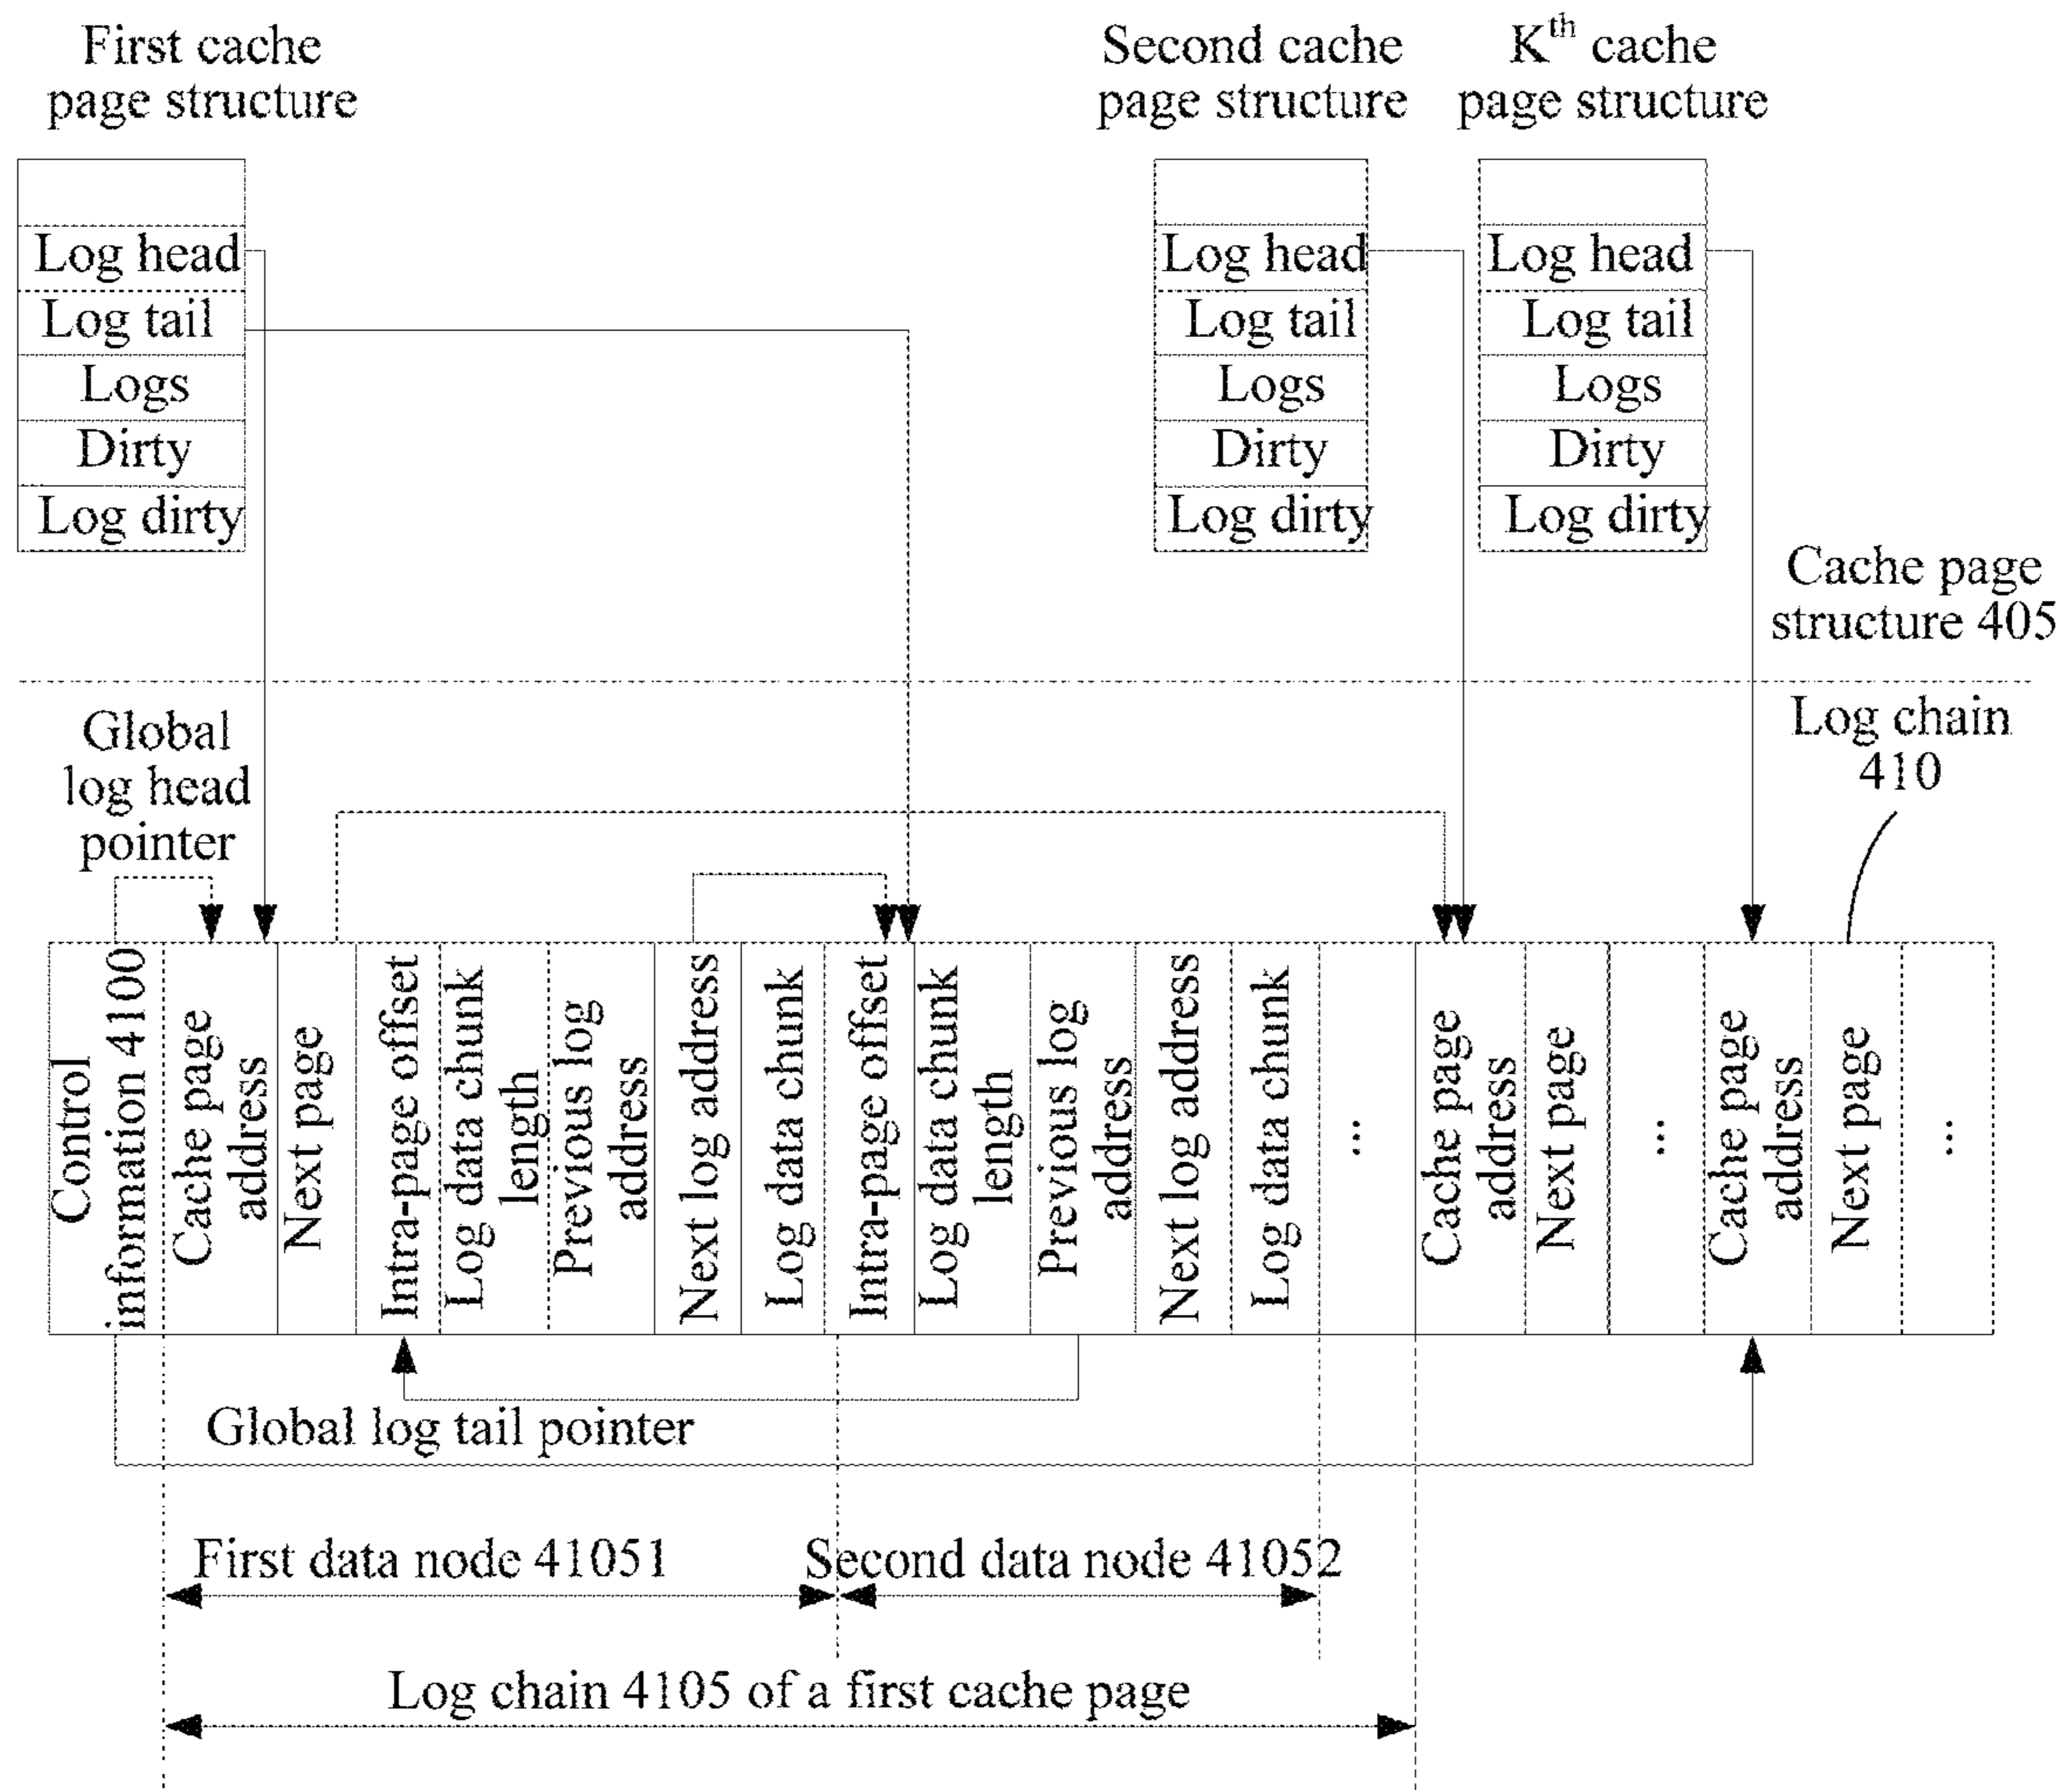 First cache
page structure
Second cache
page structure
Kth cache
page structure
Log head
Log tail
Logs
Dirty
Log dirty
Log head
Log tail
Logs
Dirty
Log dirty
Log head
Log tail
Logs
Dirty
Log dirty
Cache page
structure 405
Global
log head
pointer
Log chain
410
Control
information 4100
Cache page
address
Next page
Intra-page offset
Log data chunk
length
Previous log
address
Next log address
Log data chunk
Intra-page offset
Log data chunk
length
Previous log
address
Next log address
Log data chunk
...
Cache page
address
Next page
...
Cache page
address
Next page
...
Global log tail pointer
First data node 41051
Second data node 41052
Log chain 4105 of a first cache page